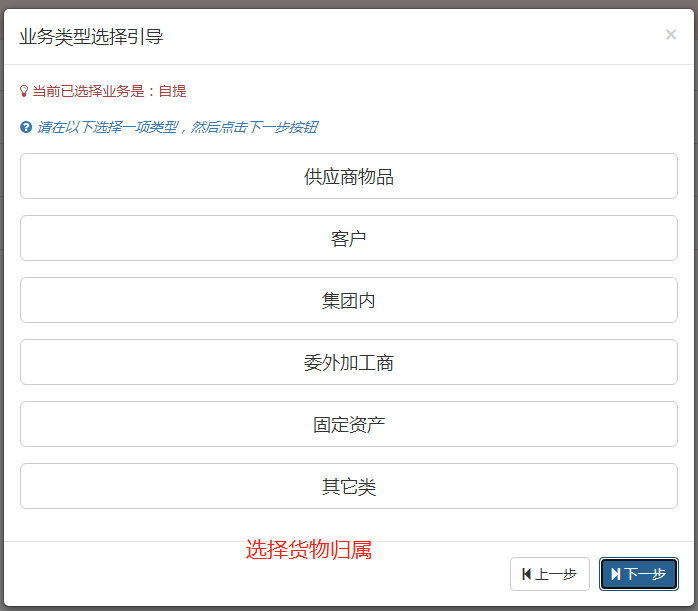 业务类型选择引导
×
当前已选择业务是：自提
请在以下选择一项类型，然后点击下一步按钮
供应商物品
客户
集团内
委外加工商
固定资产
其它类
选择货物归属
上一步 下一步